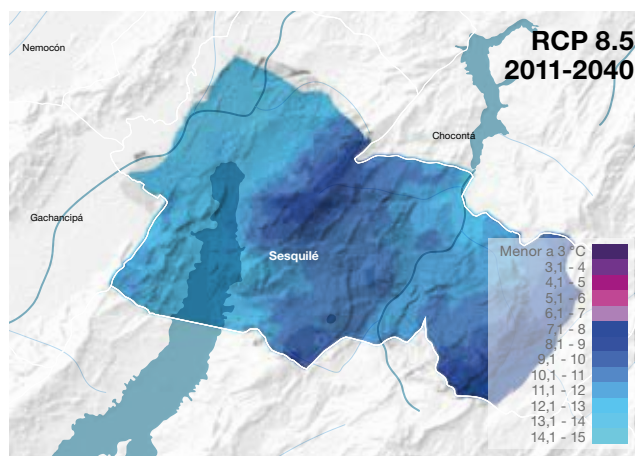 RCP 8.5
2011-2040
Nemocón
Chocontá
Gachancipá
Sesquilé
Menor a 3 °C
3,1 - 4
4,1 - 5
5,1 - 6
6,1 - 7
7,1 - 8
8,1 - 9
9,1 - 10
10,1 - 11
11,1 - 12
12,1 - 13
13,1 - 14
14,1 - 15